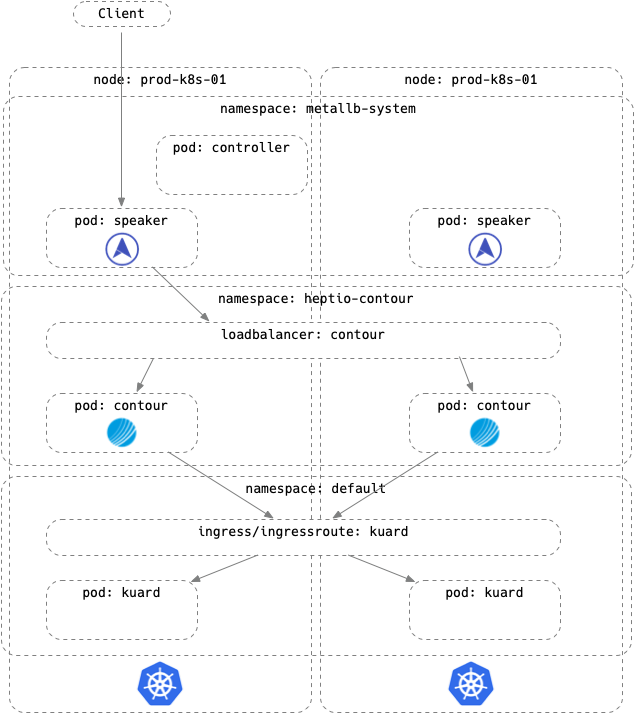 Client
node: prod-k8s-01
node: prod-k8s-01
namespace: metallb-system
pod: controller
pod: speaker
pod: speaker
namespace: heptio-contour
loadbalancer: contour
pod: contour
pod: contour
namespace: default
ingress/ingressroute: kuard
pod: kuard
pod: kuard